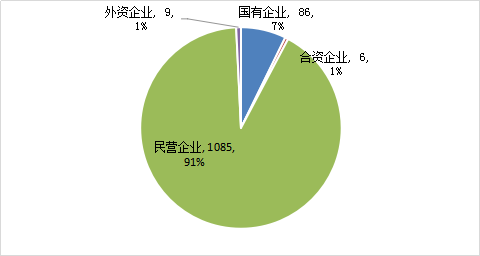 外资企业, 9,
1%
国有企业, 86,
7%
合资企业, 6,
1%
民营企业, 1085,
91%